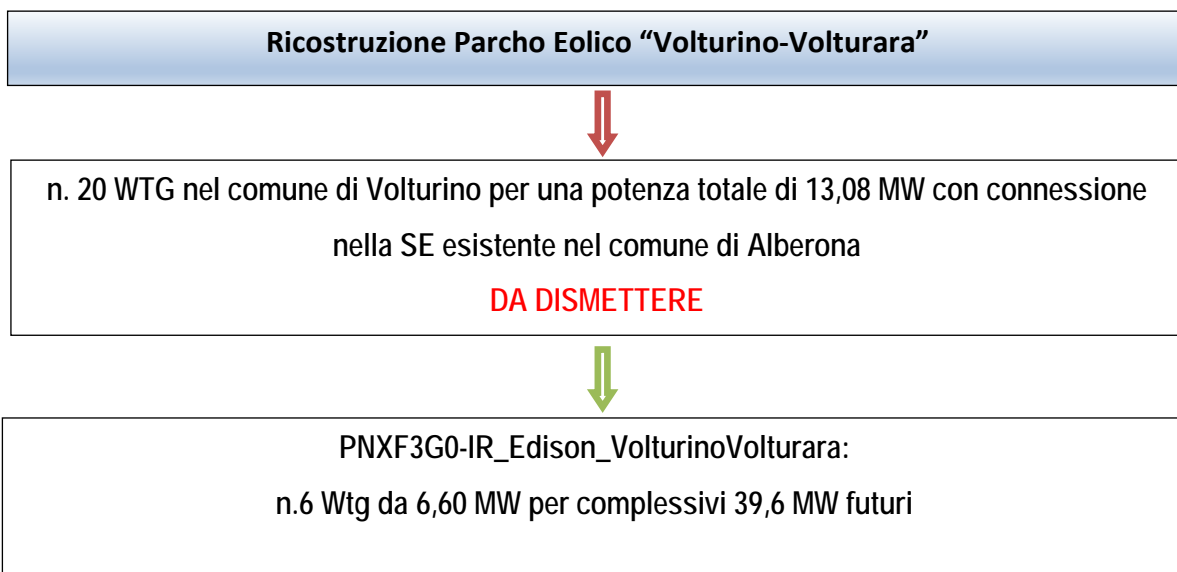 Ricostruzione Parcho Eolico “Volturino-Volturara”
n. 20 WTG nel comune di Volturino per una potenza totale di 13,08 MW con connessione
nella SE esistente nel comune di Alberona
DA DISMETTERE
PNXF3G0-IR_Edison_VolturinoVolturara:
n.6 Wtg da 6,60 MW per complessivi 39,6 MW futuri